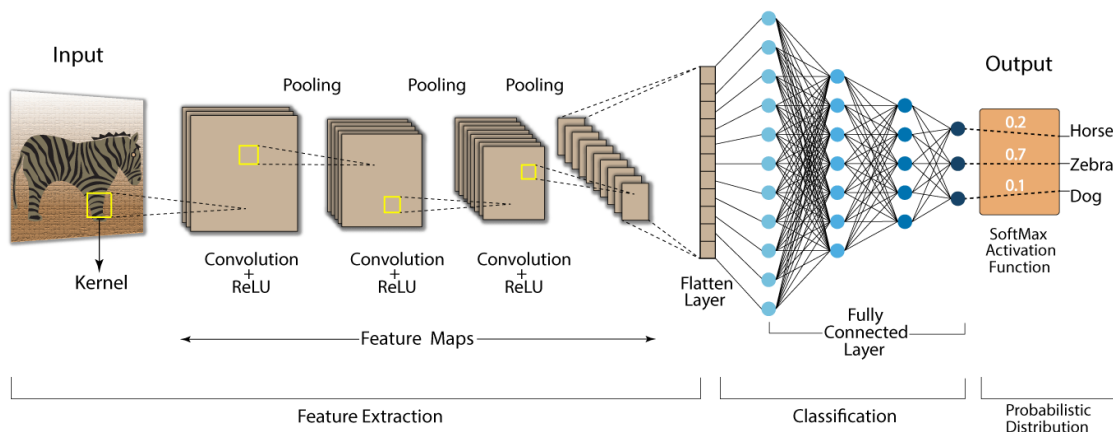 Input
Kernel
Pooling
Pooling
Pooling
Convolution
+
ReLU
Convolution
+
ReLU
Convolution
+
ReLU
Feature Maps
Flatten
Layer
Fully
Connected
Layer
Output
0.2
Horse
0.7
Zebra
0.1
Dog
SoftMax
Activation
Function
Feature Extraction
Classification
Probabilistic
Distribution